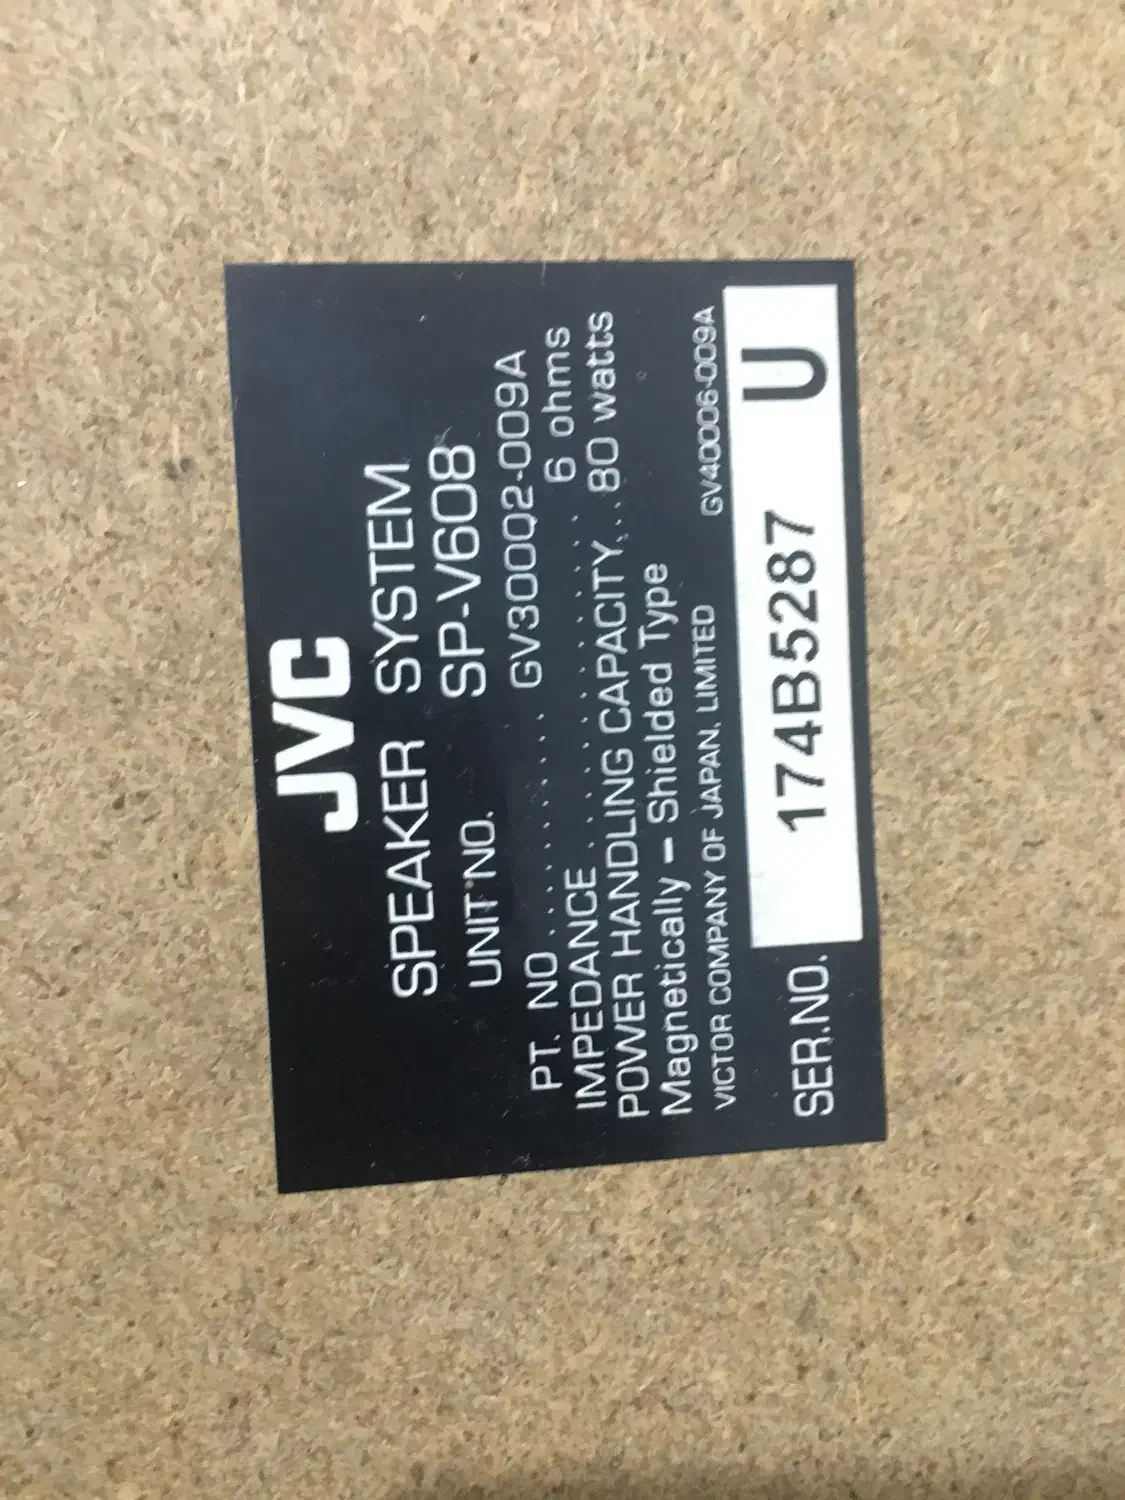 JVC
SPEAKER SYSTEM
UNIT NO. SP-V608
PT. NO ............. GV30002-009A
IMPEDANCE .................. 6 ohms
POWER HANDLING CAPACITY... 80 watts
Magnetically – Shielded Type
VICTOR COMPANY OF JAPAN, LIMITED GV40006-009A
SER.NO. 174B5287 U